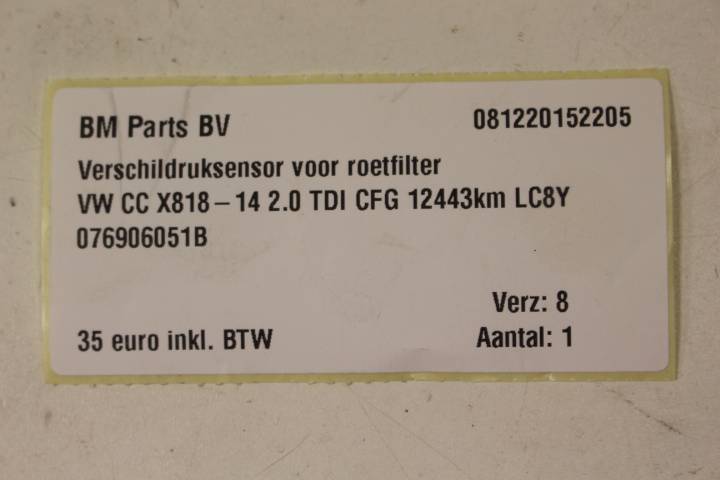 BM Parts BV 081220152205
Verschildruksensor voor roetfilter
VW CC X818-14 2.0 TDI CFG 12443km LC8Y
076906051B
Verz: 8
35 euro inkl. BTW Aantal: 1